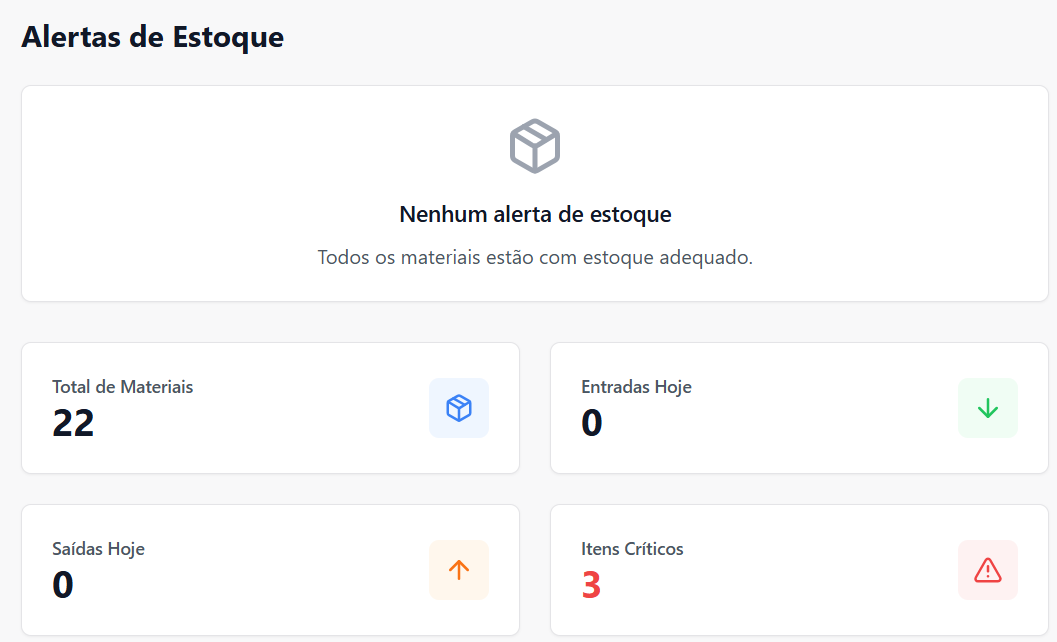 Alertas de Estoque
Nenhum alerta de estoque
Todos os materiais estão com estoque adequado.
Total de Materiais
22
Entradas Hoje
0
Saídas Hoje
0
Itens Críticos
3